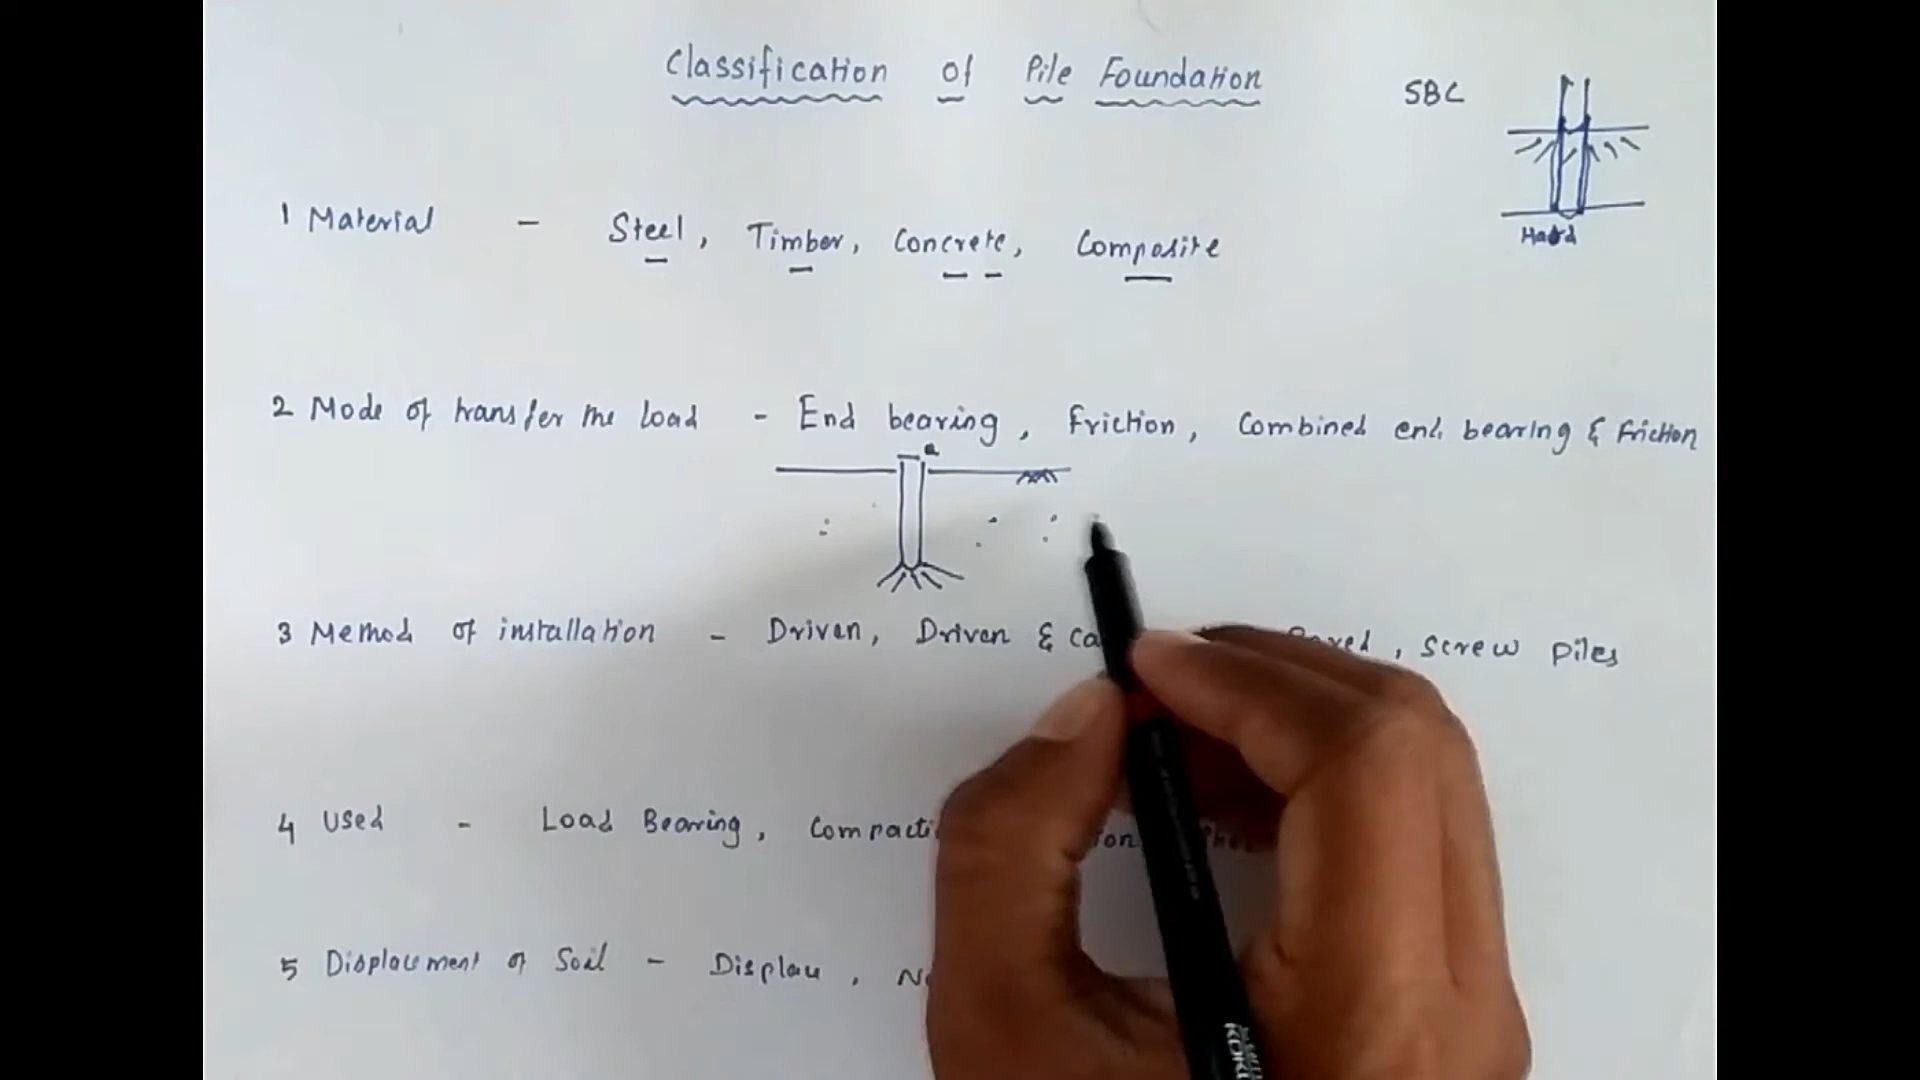 Classification of Pile Foundation
SBC
Hard
1 Material - Steel, Timber, Concrete, Composite
2 Mode of transfer the load - End bearing, Friction, Combined end bearing & Friction
3 Method of installation - Driven, Driven & Ca , Screw Piles
4 Used - Load Bearing, Compacti
5 Displacement of Soil - Displace, N